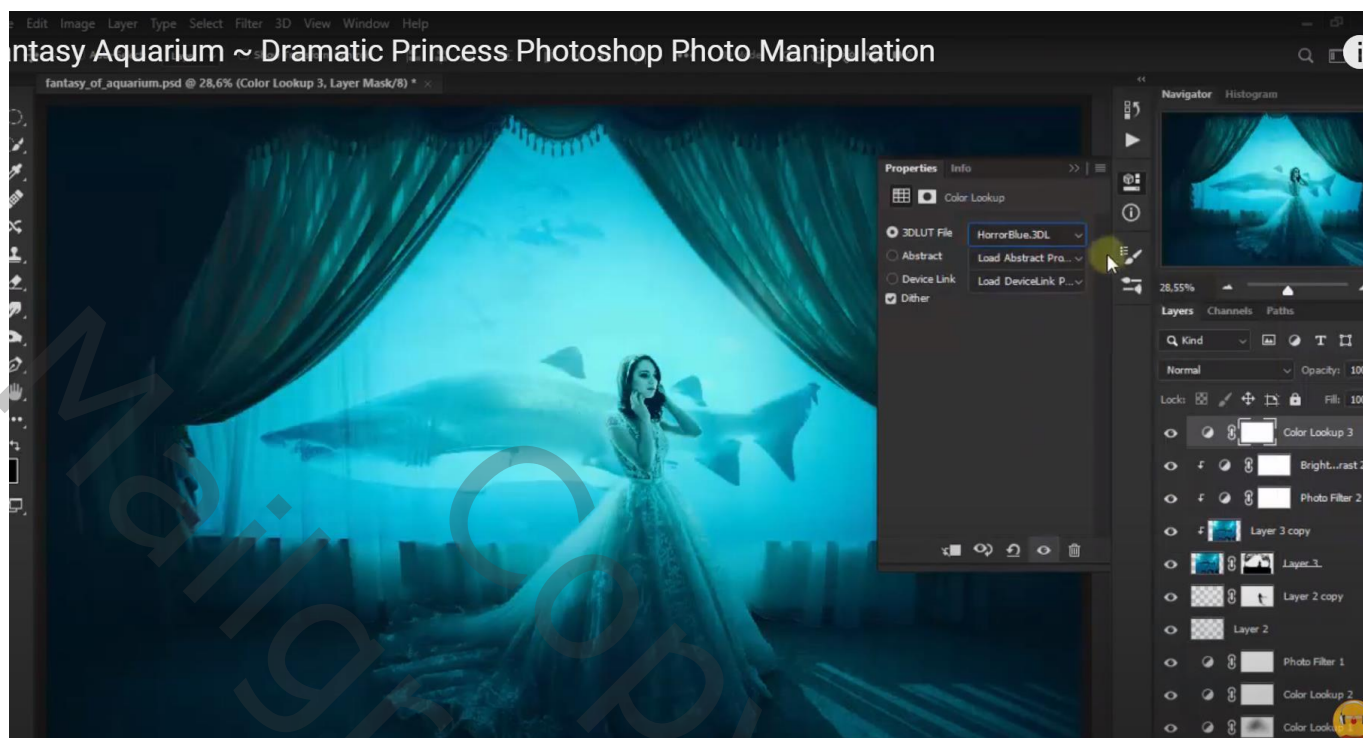 Edit Image Layer Type Select Filter 3D View Window Help
ntasy Aquarium ~ Dramatic Princess Photoshop Photo Manipulation
fantasy_of_aquarium.psd @ 28,6% (Color Lookup 3, Layer Mask/8) * ×
Navigator Histogram
Properties Info
Color Lookup
3DLUT File HorrorBlue.3DL
Abstract Load Abstract Pro...
Device Link Load DeviceLink P...
Dither
28,55%
Layers Channels Paths
Kind
Normal Opacity: 100
Lock: Fill: 100
Color Lookup 3
Bright...rast 2
Photo Filter 2
Layer 3 copy
Layer 3
Layer 2 copy
Layer 2
Photo Filter 1
Color Lookup 2
Color Look